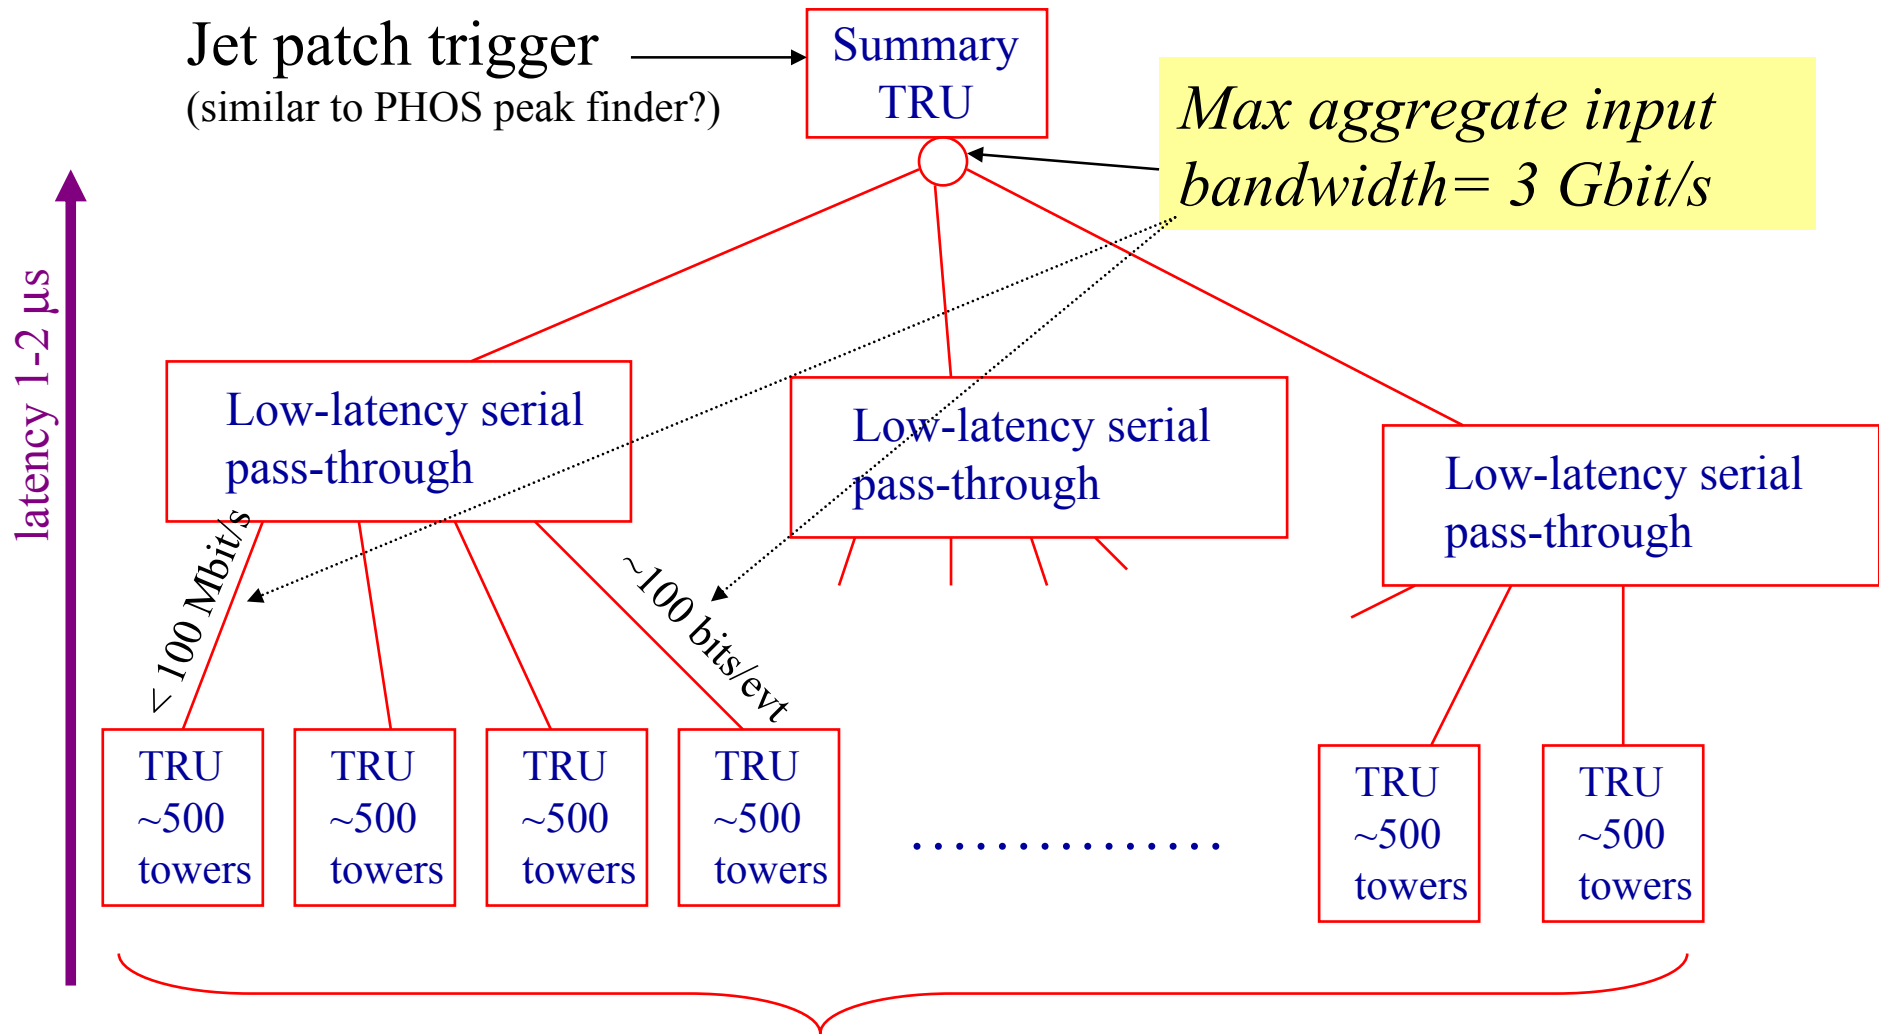 Jet patch trigger
(similar to PHOS peak finder?)
Summary
TRU
Max aggregate input
bandwidth= 3 Gbit/s
latency 1-2 μs
Low-latency serial
pass-through
Low-latency serial
pass-through
Low-latency serial
pass-through
< 100 Mbit/s
~100 bits/evt
TRU
~500
towers
TRU
~500
towers
TRU
~500
towers
TRU
~500
towers
..............
TRU
~500
towers
TRU
~500
towers